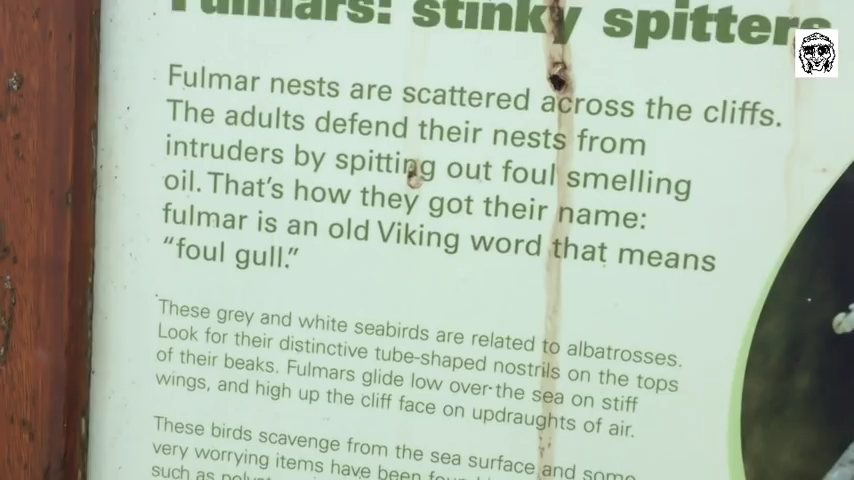 Fulmars: stinky spitters
Fulmar nests are scattered across the cliffs.
The adults defend their nests from
intruders by spitting out foul smelling
oil. That's how they got their name:
fulmar is an old Viking word that means
“foul gull.”
These grey and white seabirds are related to albatrosses.
Look for their distinctive tube-shaped nostrils on the tops
of their beaks. Fulmars glide low over the sea on stiff
wings, and high up the cliff face on updraughts of air.
These birds scavenge from the sea surface and some
very worrying items have been
such as